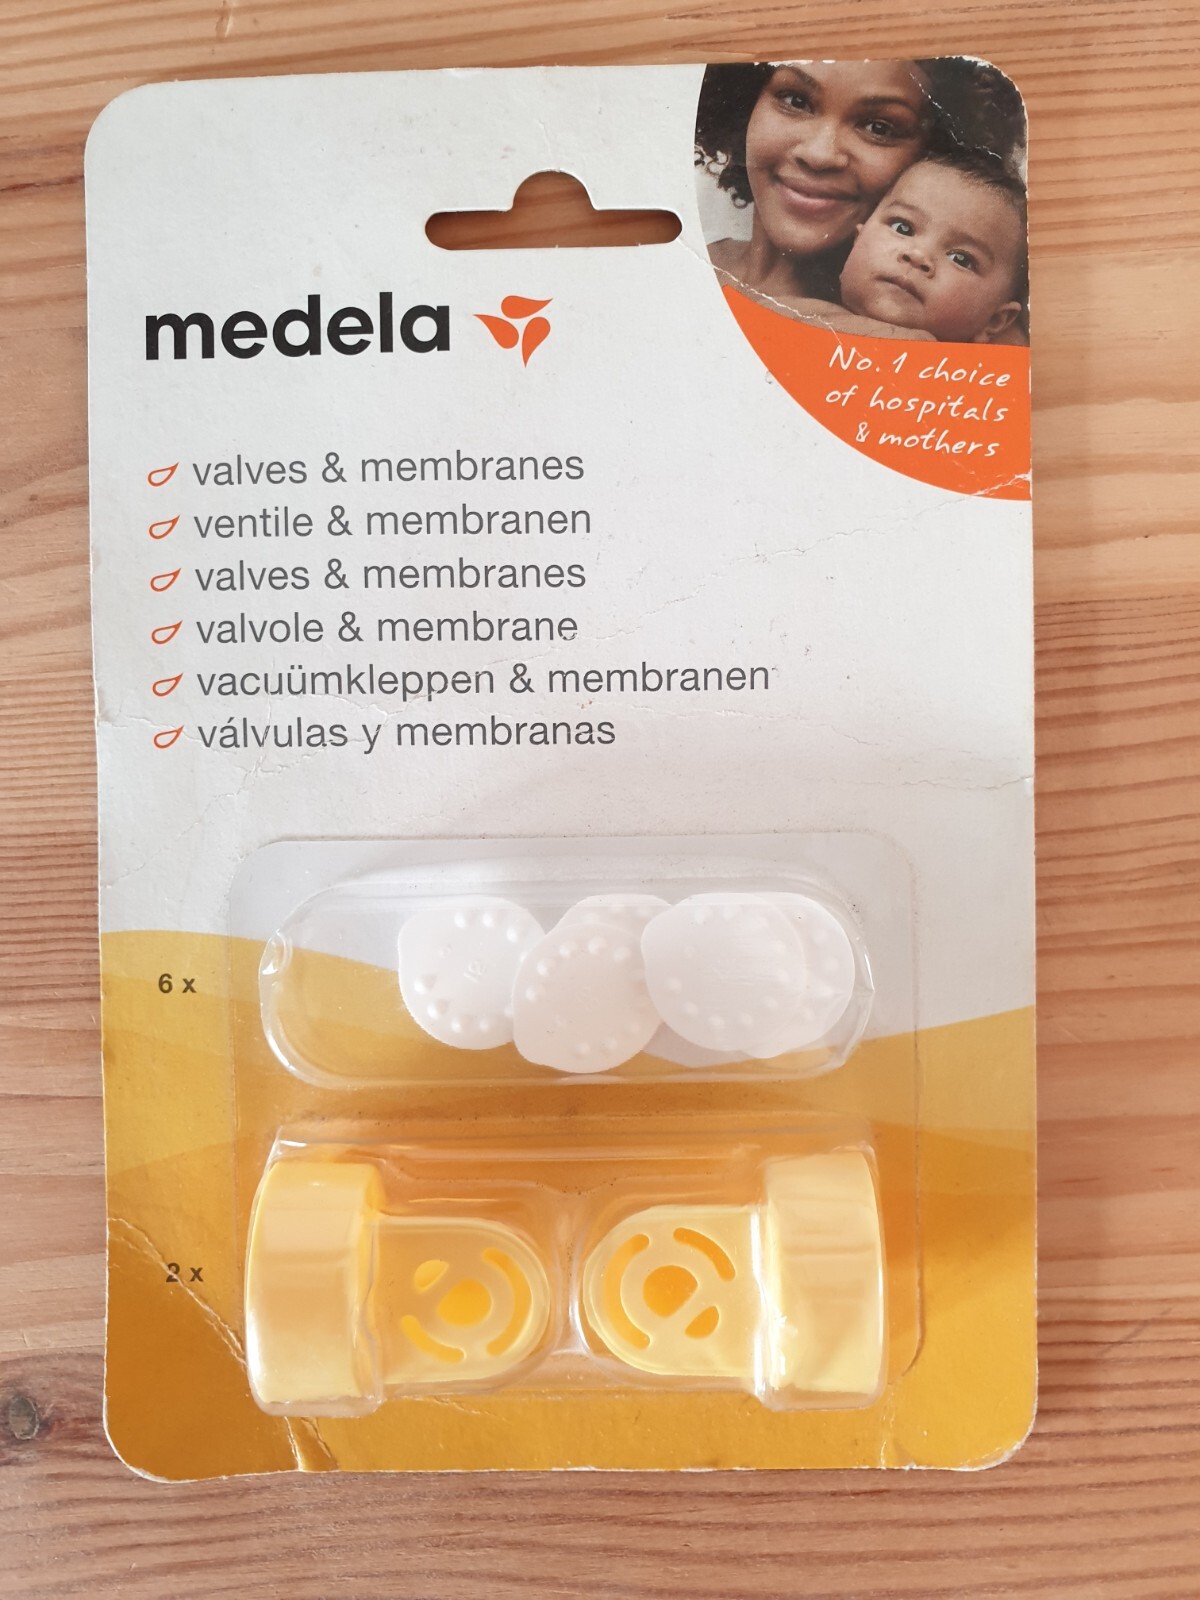 medela
No. 1 choice
of hospitals
& mothers
valves & membranes
ventile & membranen
valves & membranes
valvole & membrane
vacuümkleppen & membranen
válvulas y membranas
6 x
2 x